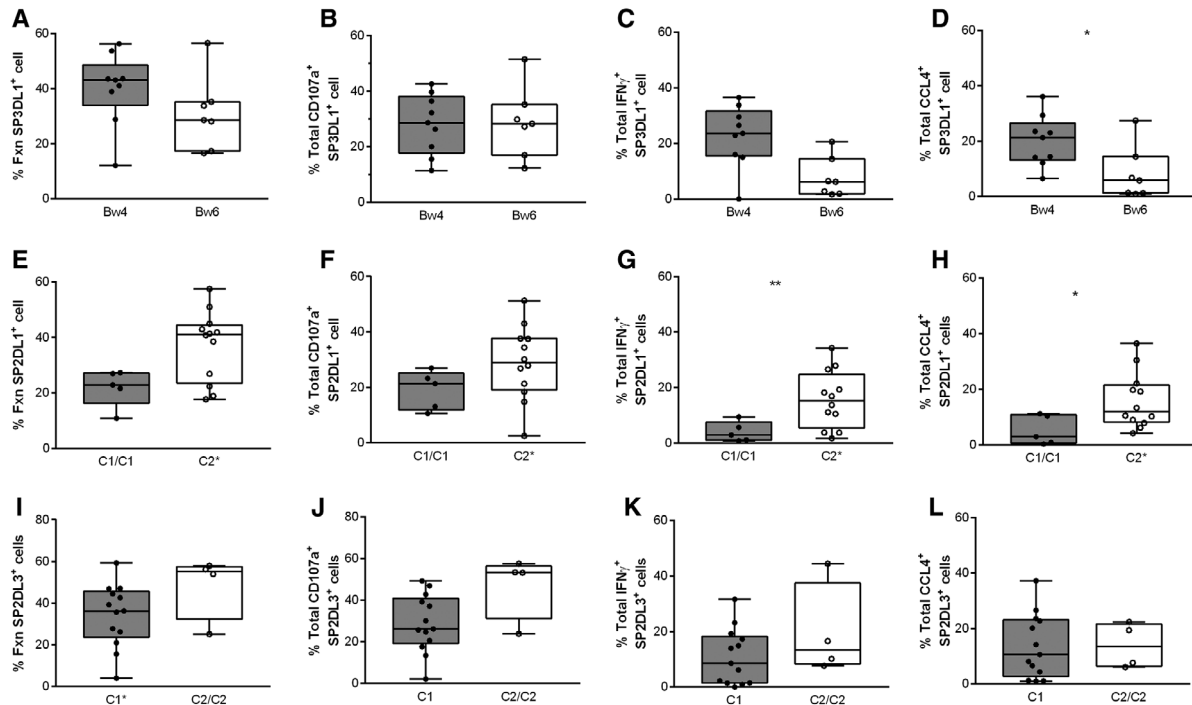 A
% Fxn SP3DL1⁺ cell
60
40
20
0
Bw4 Bw6
B
% Total CD107a⁺
SP3DL1⁺ cell
60
40
20
0
Bw4 Bw6
C
% Total IFNγ⁺
SP3DL1⁺ cell
60
40
20
0
Bw4 Bw6
D
% Total CCL4⁺
SP3DL1⁺ cell
60
40
20
0
*
Bw4 Bw6
E
% Fxn SP2DL1⁺ cell
60
40
20
0
C1/C1 C2*
F
% Total CD107a⁺
SP2DL1⁺ cell
60
40
20
0
C1/C1 C2*
G
% Total IFNγ⁺
SP2DL1⁺ cells
60
40
20
0
**
C1/C1 C2*
H
% Total CCL4⁺
SP2DL1⁺ cells
60
40
20
0
*
C1/C1 C2*
I
% Fxn SP2DL3⁺ cells
80
60
40
20
0
C1* C2/C2
J
% Total CD107a⁺
SP2DL3⁺ cells
80
60
40
20
0
C1 C2/C2
K
% Total IFNγ⁺
SP2DL3⁺ cells
60
40
20
0
C1 C2/C2
L
% Total CCL4⁺
SP2DL3⁺ cells
60
40
20
0
C1 C2/C2